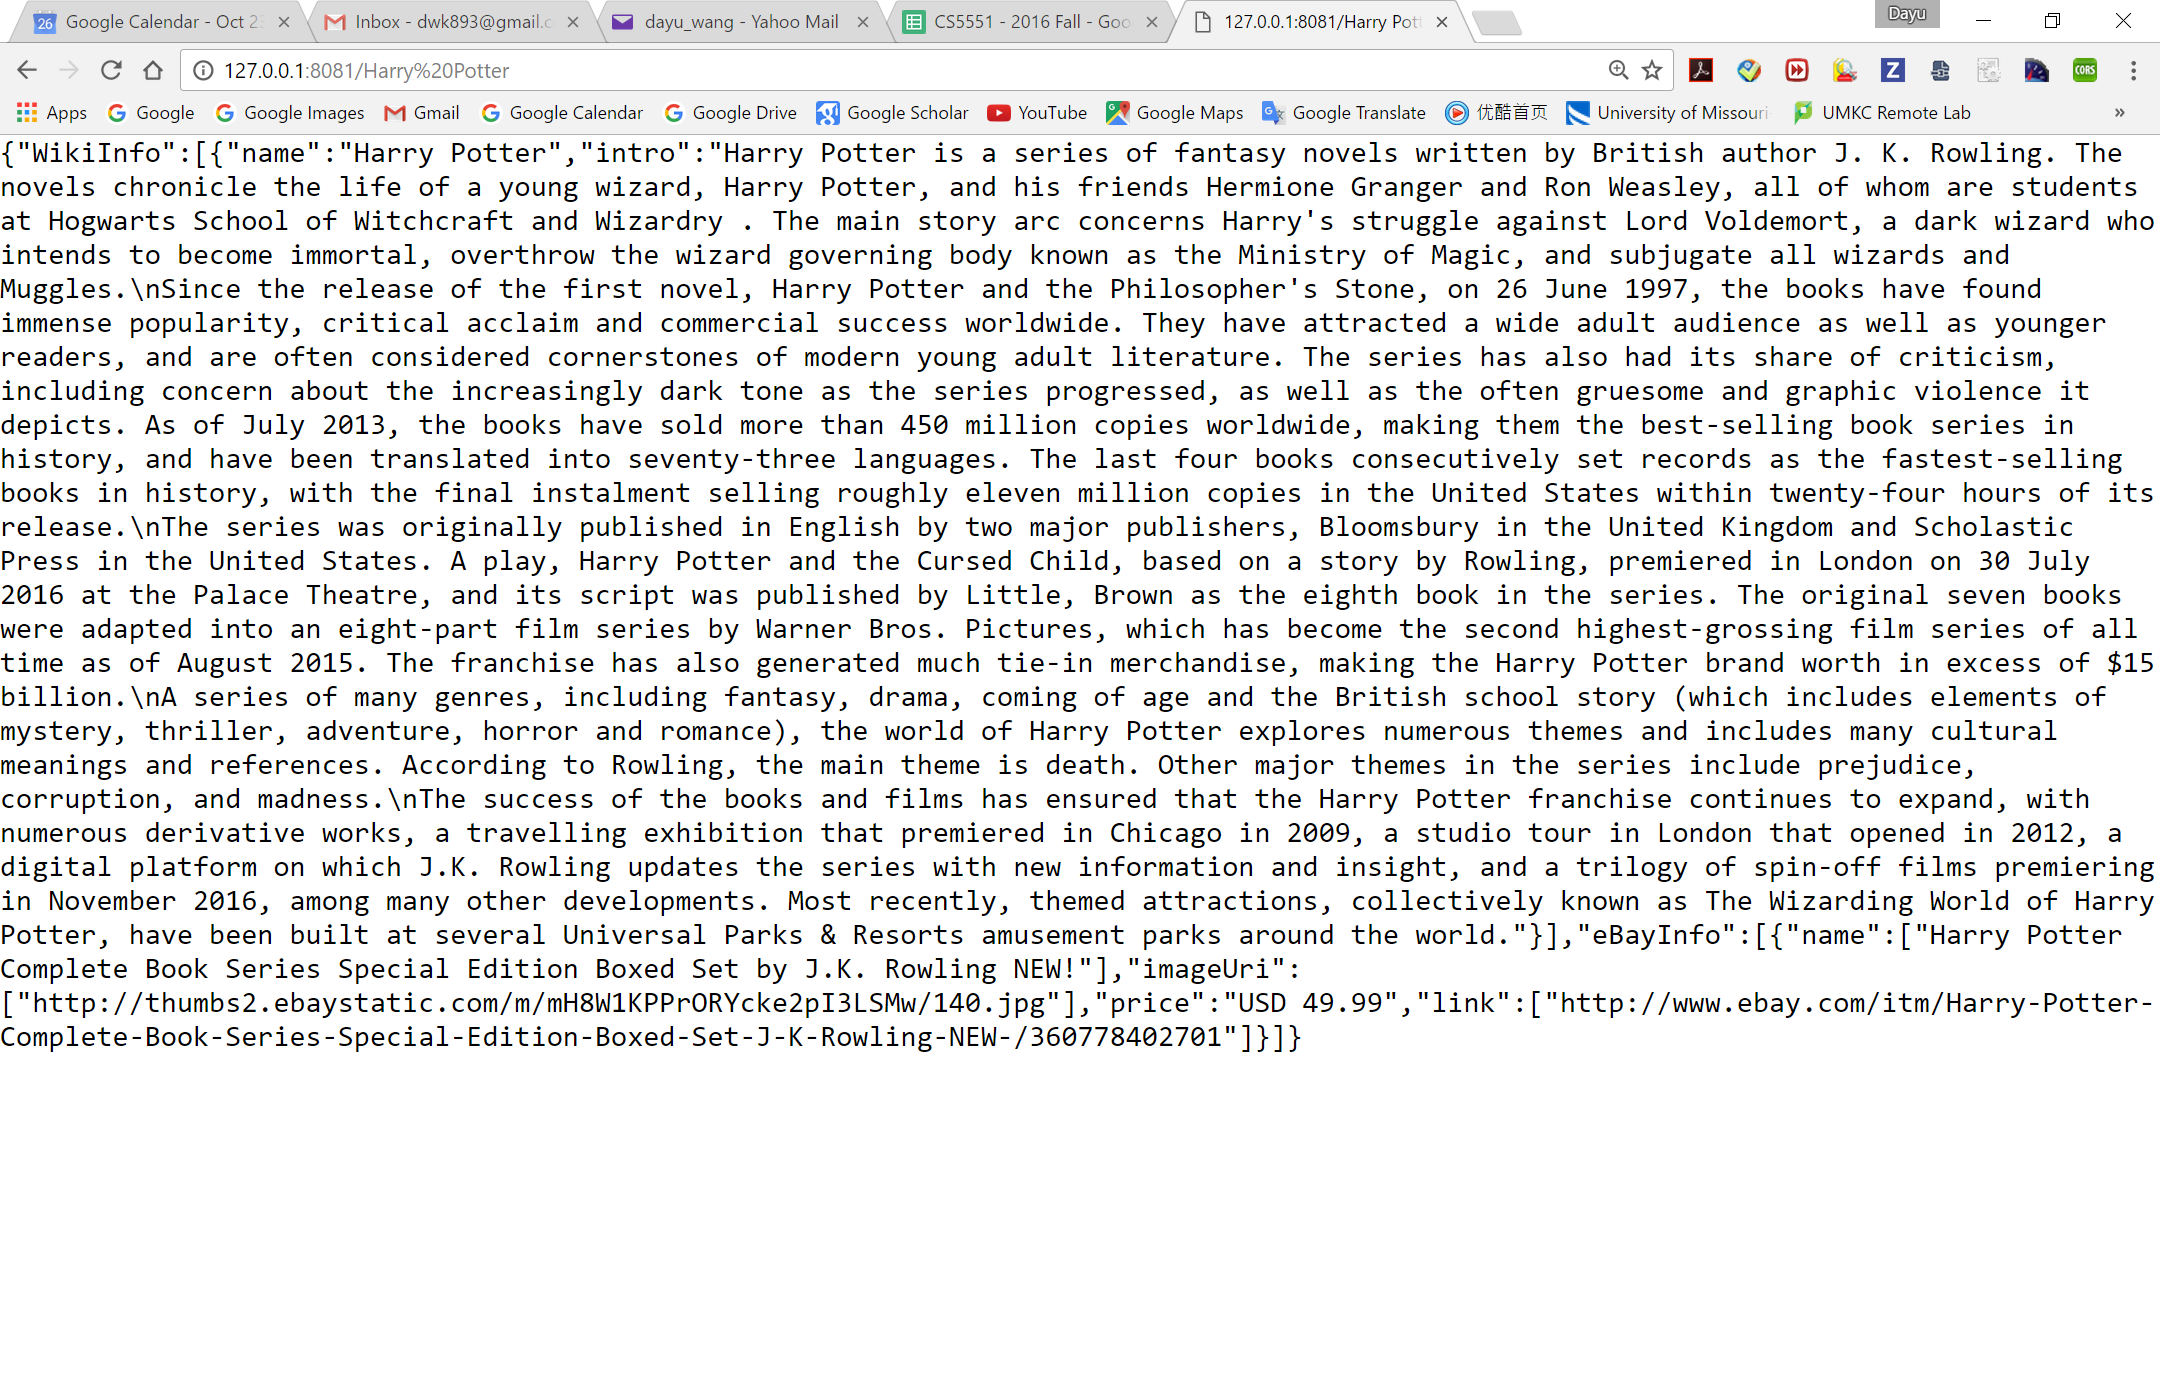 Google Calendar - Oct 2
Inbox - dwk893@gmail.c
dayu_wang - Yahoo Mail
CS5551 - 2016 Fall - Goo
127.0.0.1:8081/Harry Pot
Dayu
127.0.0.1:8081/Harry%20Potter
CORS
Apps
Google
Google Images
Gmail
Google Calendar
Google Drive
Google Scholar
YouTube
Google Maps
Google Translate
优酷首页
University of Missouri
UMKC Remote Lab
»
{"WikiInfo":[{"name":"Harry Potter","intro":"Harry Potter is a series of fantasy novels written by British author J. K. Rowling. The
novels chronicle the life of a young wizard, Harry Potter, and his friends Hermione Granger and Ron Weasley, all of whom are students
at Hogwarts School of Witchcraft and Wizardry . The main story arc concerns Harry's struggle against Lord Voldemort, a dark wizard who
intends to become immortal, overthrow the wizard governing body known as the Ministry of Magic, and subjugate all wizards and
Muggles.\nSince the release of the first novel, Harry Potter and the Philosopher's Stone, on 26 June 1997, the books have found
immense popularity, critical acclaim and commercial success worldwide. They have attracted a wide adult audience as well as younger
readers, and are often considered cornerstones of modern young adult literature. The series has also had its share of criticism,
including concern about the increasingly dark tone as the series progressed, as well as the often gruesome and graphic violence it
depicts. As of July 2013, the books have sold more than 450 million copies worldwide, making them the best-selling book series in
history, and have been translated into seventy-three languages. The last four books consecutively set records as the fastest-selling
books in history, with the final instalment selling roughly eleven million copies in the United States within twenty-four hours of its
release.\nThe series was originally published in English by two major publishers, Bloomsbury in the United Kingdom and Scholastic
Press in the United States. A play, Harry Potter and the Cursed Child, based on a story by Rowling, premiered in London on 30 July
2016 at the Palace Theatre, and its script was published by Little, Brown as the eighth book in the series. The original seven books
were adapted into an eight-part film series by Warner Bros. Pictures, which has become the second highest-grossing film series of all
time as of August 2015. The franchise has also generated much tie-in merchandise, making the Harry Potter brand worth in excess of $15
billion.\nA series of many genres, including fantasy, drama, coming of age and the British school story (which includes elements of
mystery, thriller, adventure, horror and romance), the world of Harry Potter explores numerous themes and includes many cultural
meanings and references. According to Rowling, the main theme is death. Other major themes in the series include prejudice,
corruption, and madness.\nThe success of the books and films has ensured that the Harry Potter franchise continues to expand, with
numerous derivative works, a travelling exhibition that premiered in Chicago in 2009, a studio tour in London that opened in 2012, a
digital platform on which J.K. Rowling updates the series with new information and insight, and a trilogy of spin-off films premiering
in November 2016, among many other developments. Most recently, themed attractions, collectively known as The Wizarding World of Harry
Potter, have been built at several Universal Parks & Resorts amusement parks around the world."}],"eBayInfo":[{"name":["Harry Potter
Complete Book Series Special Edition Boxed Set by J.K. Rowling NEW!"],"imageUri":
["http://thumbs2.ebaystatic.com/m/mH8W1KPPrORYcke2pI3LSMw/140.jpg"],"price":"USD 49.99","link":["http://www.ebay.com/itm/Harry-Potter-
Complete-Book-Series-Special-Edition-Boxed-Set-J-K-Rowling-NEW-/360778402701"]}]}